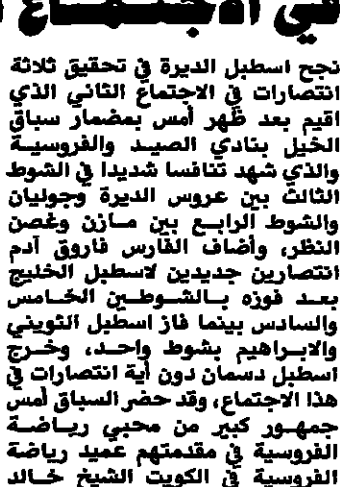 في الاجتماع
نجح اسطبل الديرة في تحقيق ثلاثة
انتصارات في الاجتماع الثاني الذي
اقيم بعد ظهر أمس بمضمار سباق
الخيل بنادي الصيد والفروسية
والذي شهد تنافسا شديدا في الشوط
الثالث بين عروس الديرة وجوليان
والشوط الرابع بين مازن وغصن
النظر، وأضاف الفارس فاروق آدم
انتصارين جديدين لاسطبل الخليج
بعد فوزه بالشوطين الخامس
والسادس بينما فاز اسطبل الثويني
والابراهيم بشوط واحد، وخرج
اسطبل دسمان دون أية انتصارات في
هذا الاجتماع، وقد حضر السباق أمس
جمهور كبير من محبي رياضة
الفروسية في مقدمتهم عميد رياضة
الفروسية في الكويت الشيخ خالد